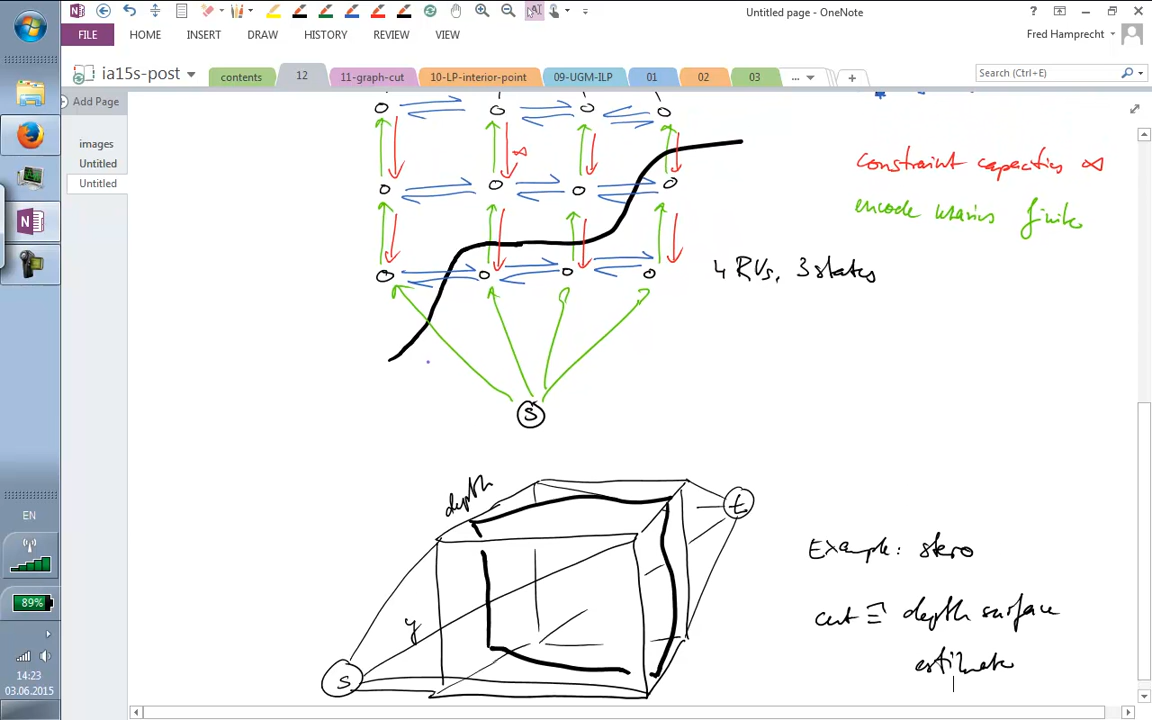 Untitled page - OneNote
FILE HOME INSERT DRAW HISTORY REVIEW VIEW
Fred Hamprecht
ia15s-post
contents 12 11-graph-cut 10-LP-interior-point 09-UGM-ILP 01 02 03 ...
Search (Ctrl+E)
Add Page
images
Untitled
Untitled
constraint capacities ∞
∞
encode unaries finite
4 RVs, 3 states
S
depth
t
Example: stereo
y
cut ≡ depth surface
estimate
S
EN
89%
14:23
03.06.2015